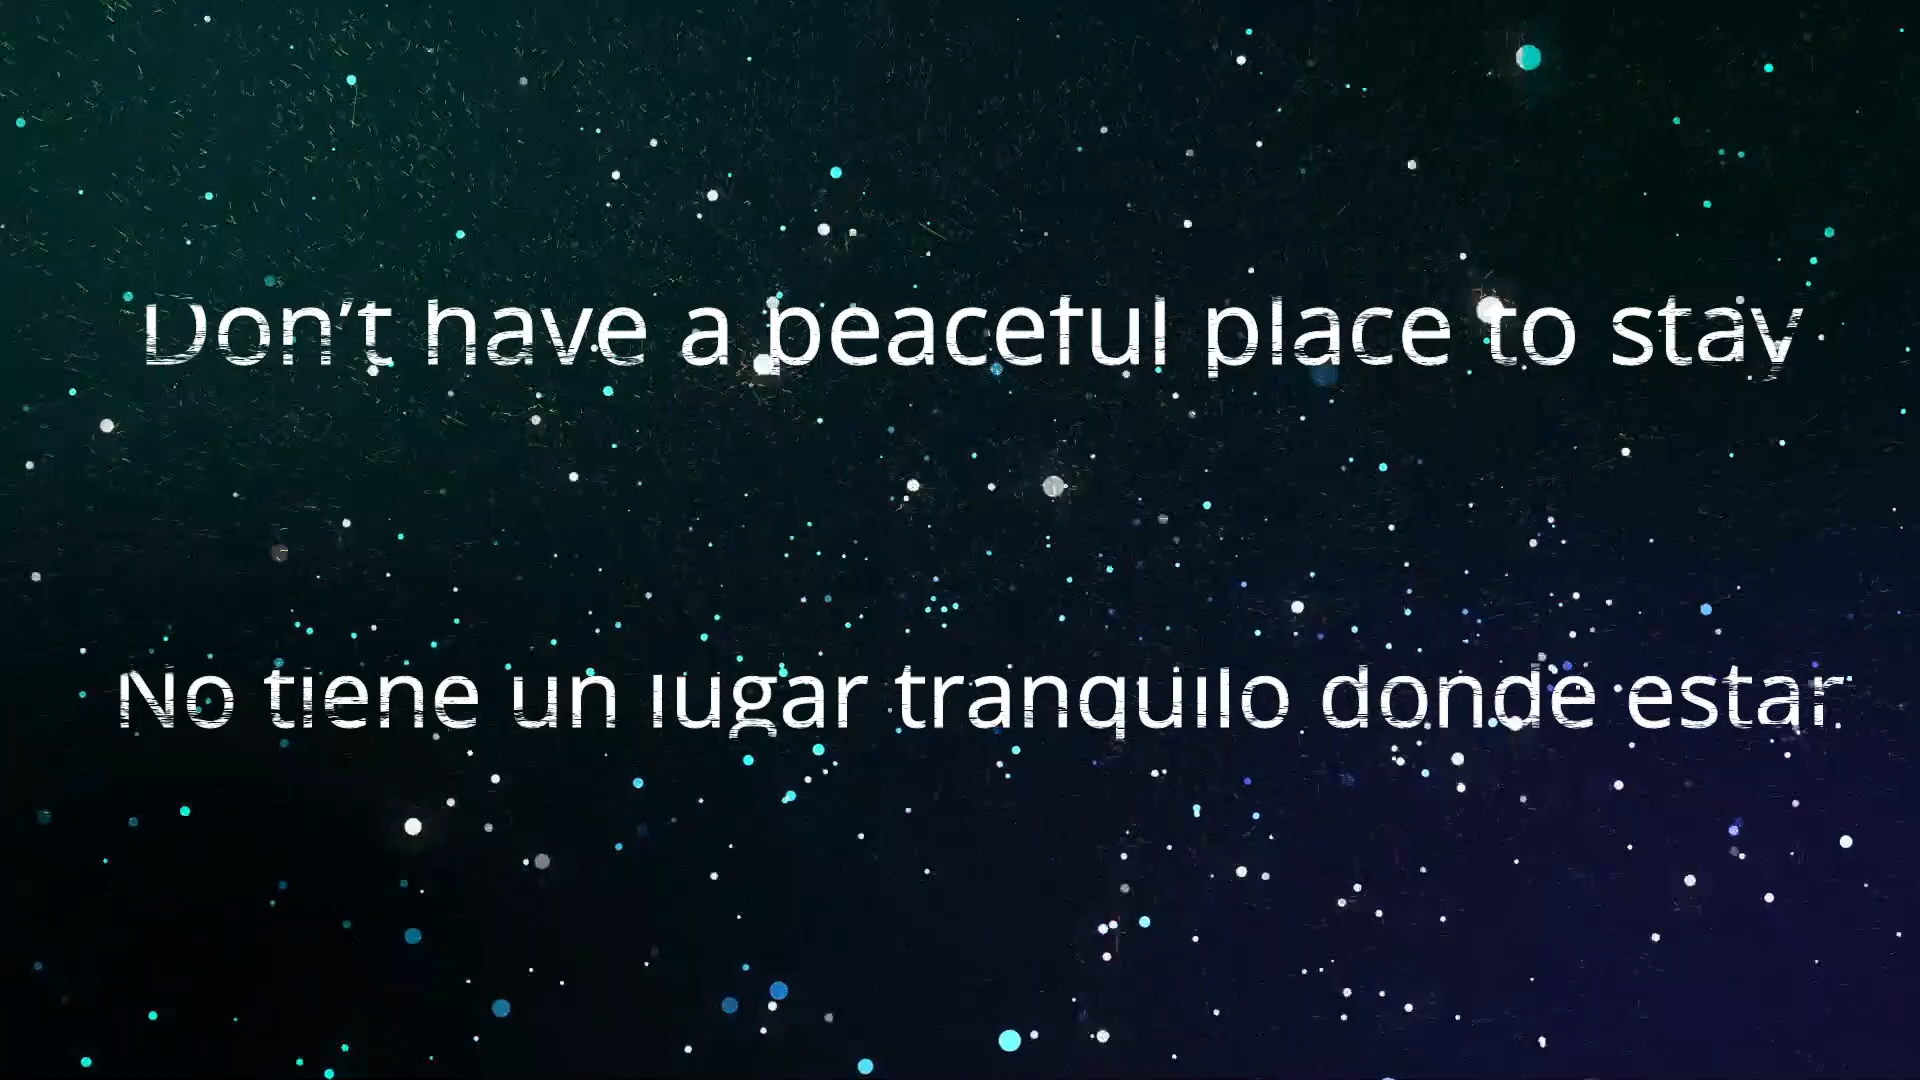 Don’t have a peaceful place to stay
No tiene un lugar tranquilo donde estar